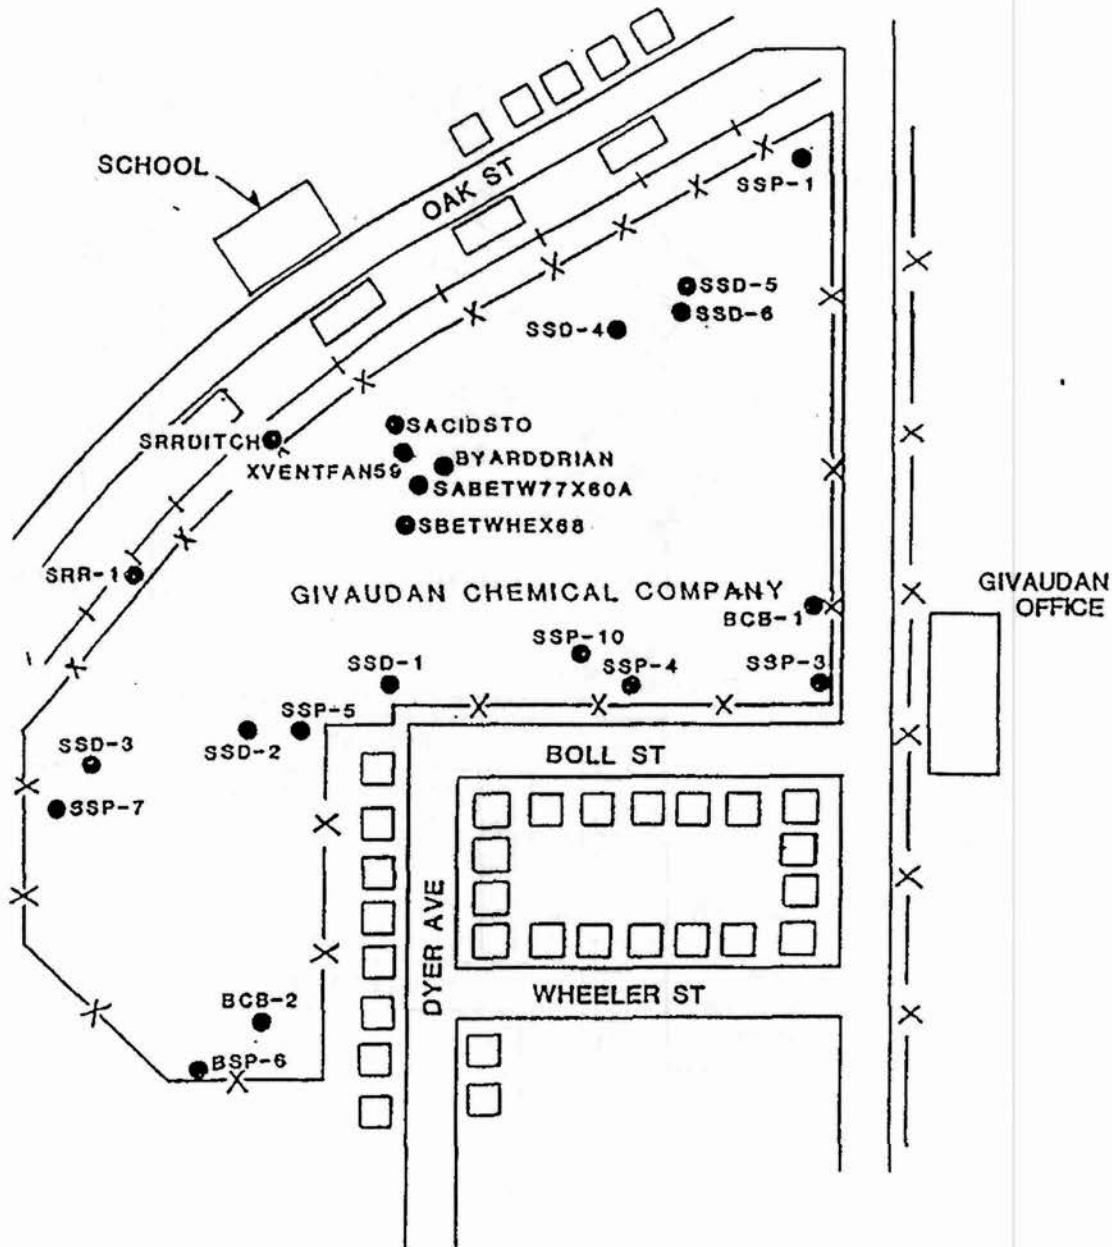 SCHOOL
OAK ST
SSP-1
SSD-5
SSD-6
SSD-4
SACIDSTO
SRRDITCH
BYARDDRIAN
XVENTFAN59
SABETW77X60A
SBETWHEX68
SRR-1
GIVAUDAN CHEMICAL COMPANY
GIVAUDAN
OFFICE
BCB-1
SSP-10
SSD-1
SSP-4
SSP-3
SSP-5
SSD-2
SSD-3
BOLL ST
SSP-7
DYER AVE
WHEELER ST
BCB-2
BSP-6